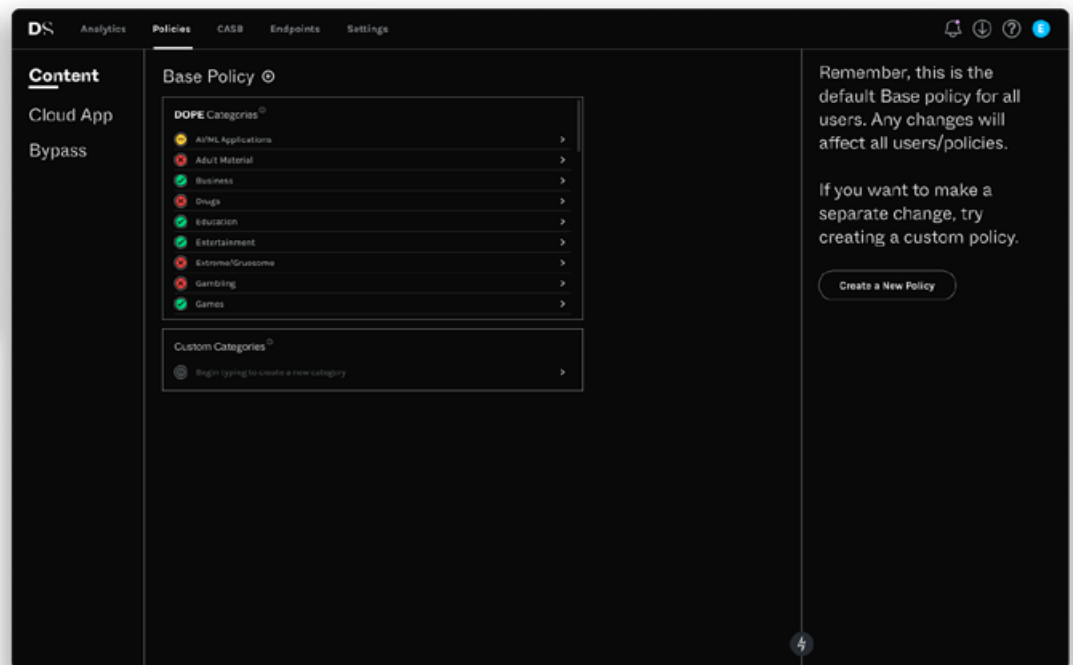 DS Analytics Policies CASB Endpoints Settings E
Content
Cloud App
Bypass
Base Policy
DOPE Categories
AI/ML Applications
Adult Material
Business
Drugs
Education
Entertainment
Extreme/Gruesome
Gambling
Games
Custom Categories
Begin typing to create a new category
Remember, this is the
default Base policy for all
users. Any changes will
affect all users/policies.
If you want to make a
separate change, try
creating a custom policy.
Create a New Policy